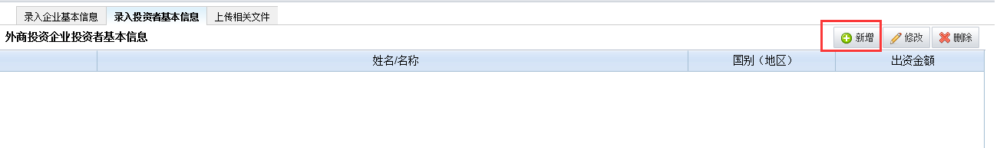 录入企业基本信息 录入投资者基本信息 上传相关文件
外商投资企业投资者基本信息 新增 修改 删除
姓名/名称 国别（地区） 出资金额